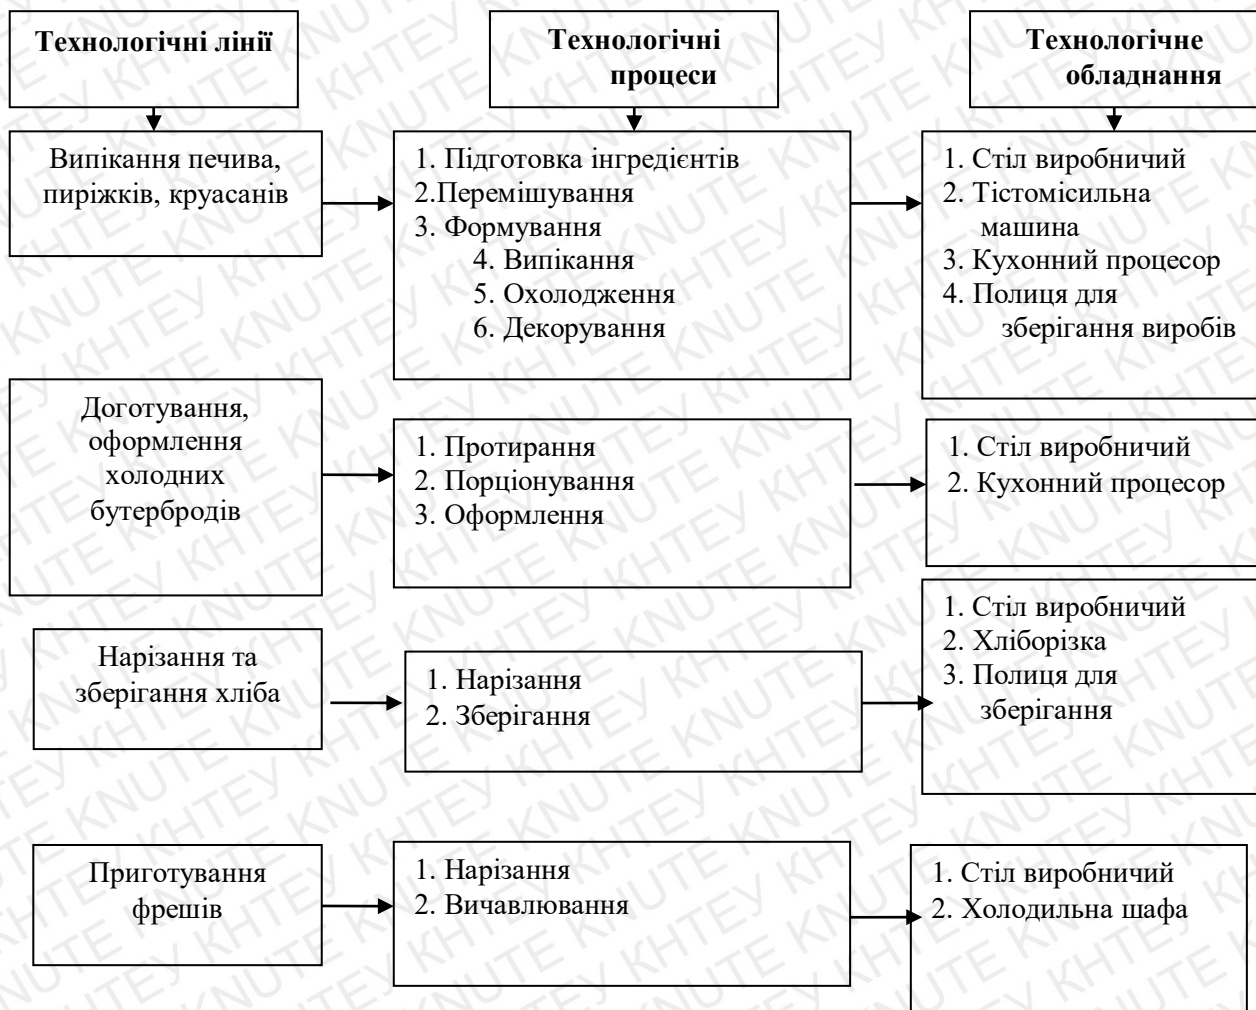 Технологічні лінії
Технологічні
процеси
Технологічне
обладнання
Випікання печива,
пиріжків, круасанів
1. Підготовка інгредієнтів
2.Перемішування
3. Формування
4. Випікання
5. Охолодження
6. Декорування
1. Стіл виробничий
2. Тістомісильна
машина
3. Кухонний процесор
4. Полиця для
зберігання виробів
Доготування,
оформлення
холодних
бутербродів
1. Протирання
2. Порціонування
3. Оформлення
1. Стіл виробничий
2. Кухонний процесор
Нарізання та
зберігання хліба
1. Нарізання
2. Зберігання
1. Стіл виробничий
2. Хліборізка
3. Полиця для
зберігання
Приготування
фрешів
1. Нарізання
2. Вичавлювання
1. Стіл виробничий
2. Холодильна шафа